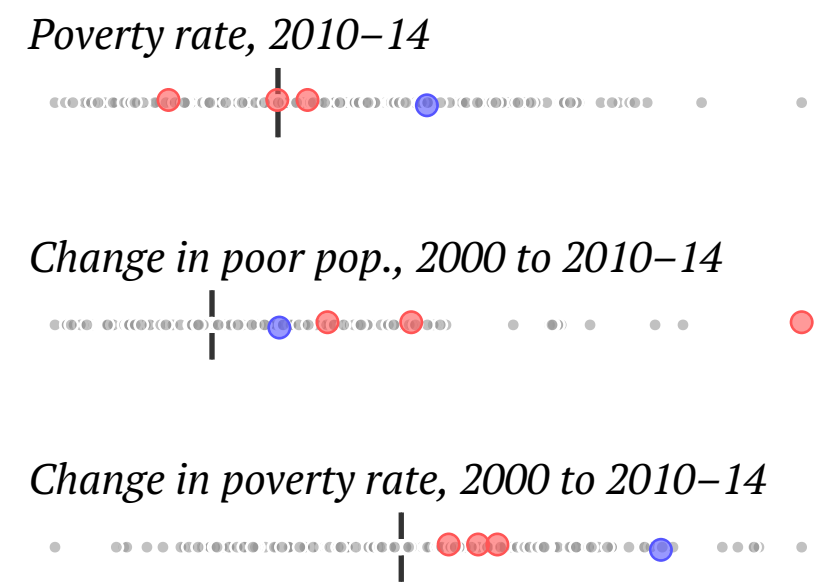 Poverty rate, 2010–14
Change in poor pop., 2000 to 2010–14
Change in poverty rate, 2000 to 2010–14